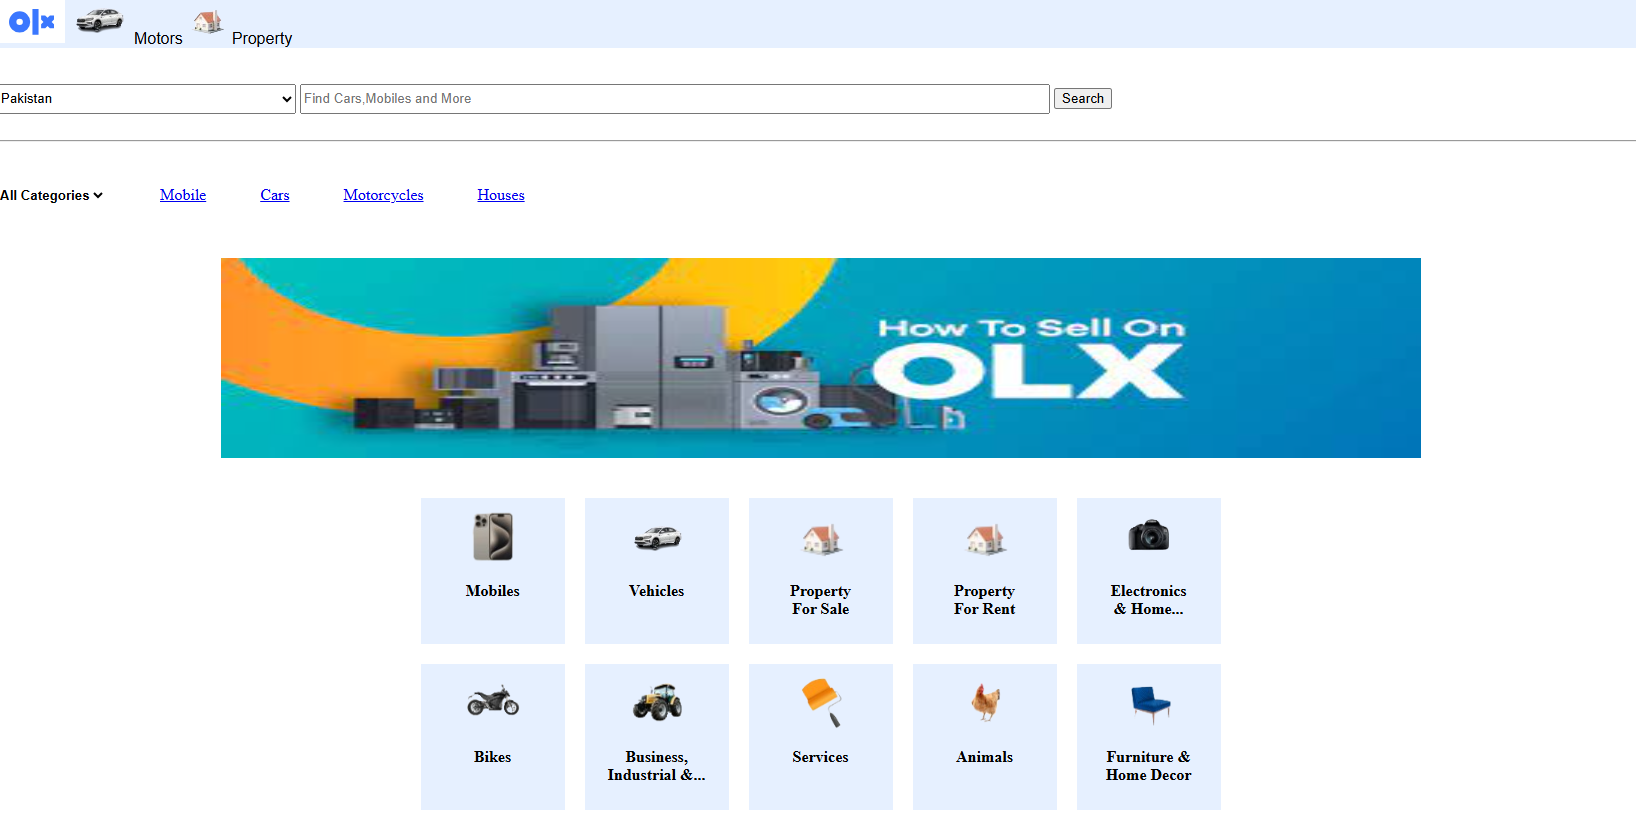 olx Motors Property
Pakistan Find Cars,Mobiles and More Search
All Categories Mobile Cars Motorcycles Houses
How To Sell On
OLX
Mobiles
Vehicles
Property
For Sale
Property
For Rent
Electronics
& Home...
Bikes
Business,
Industrial &...
Services
Animals
Furniture &
Home Decor